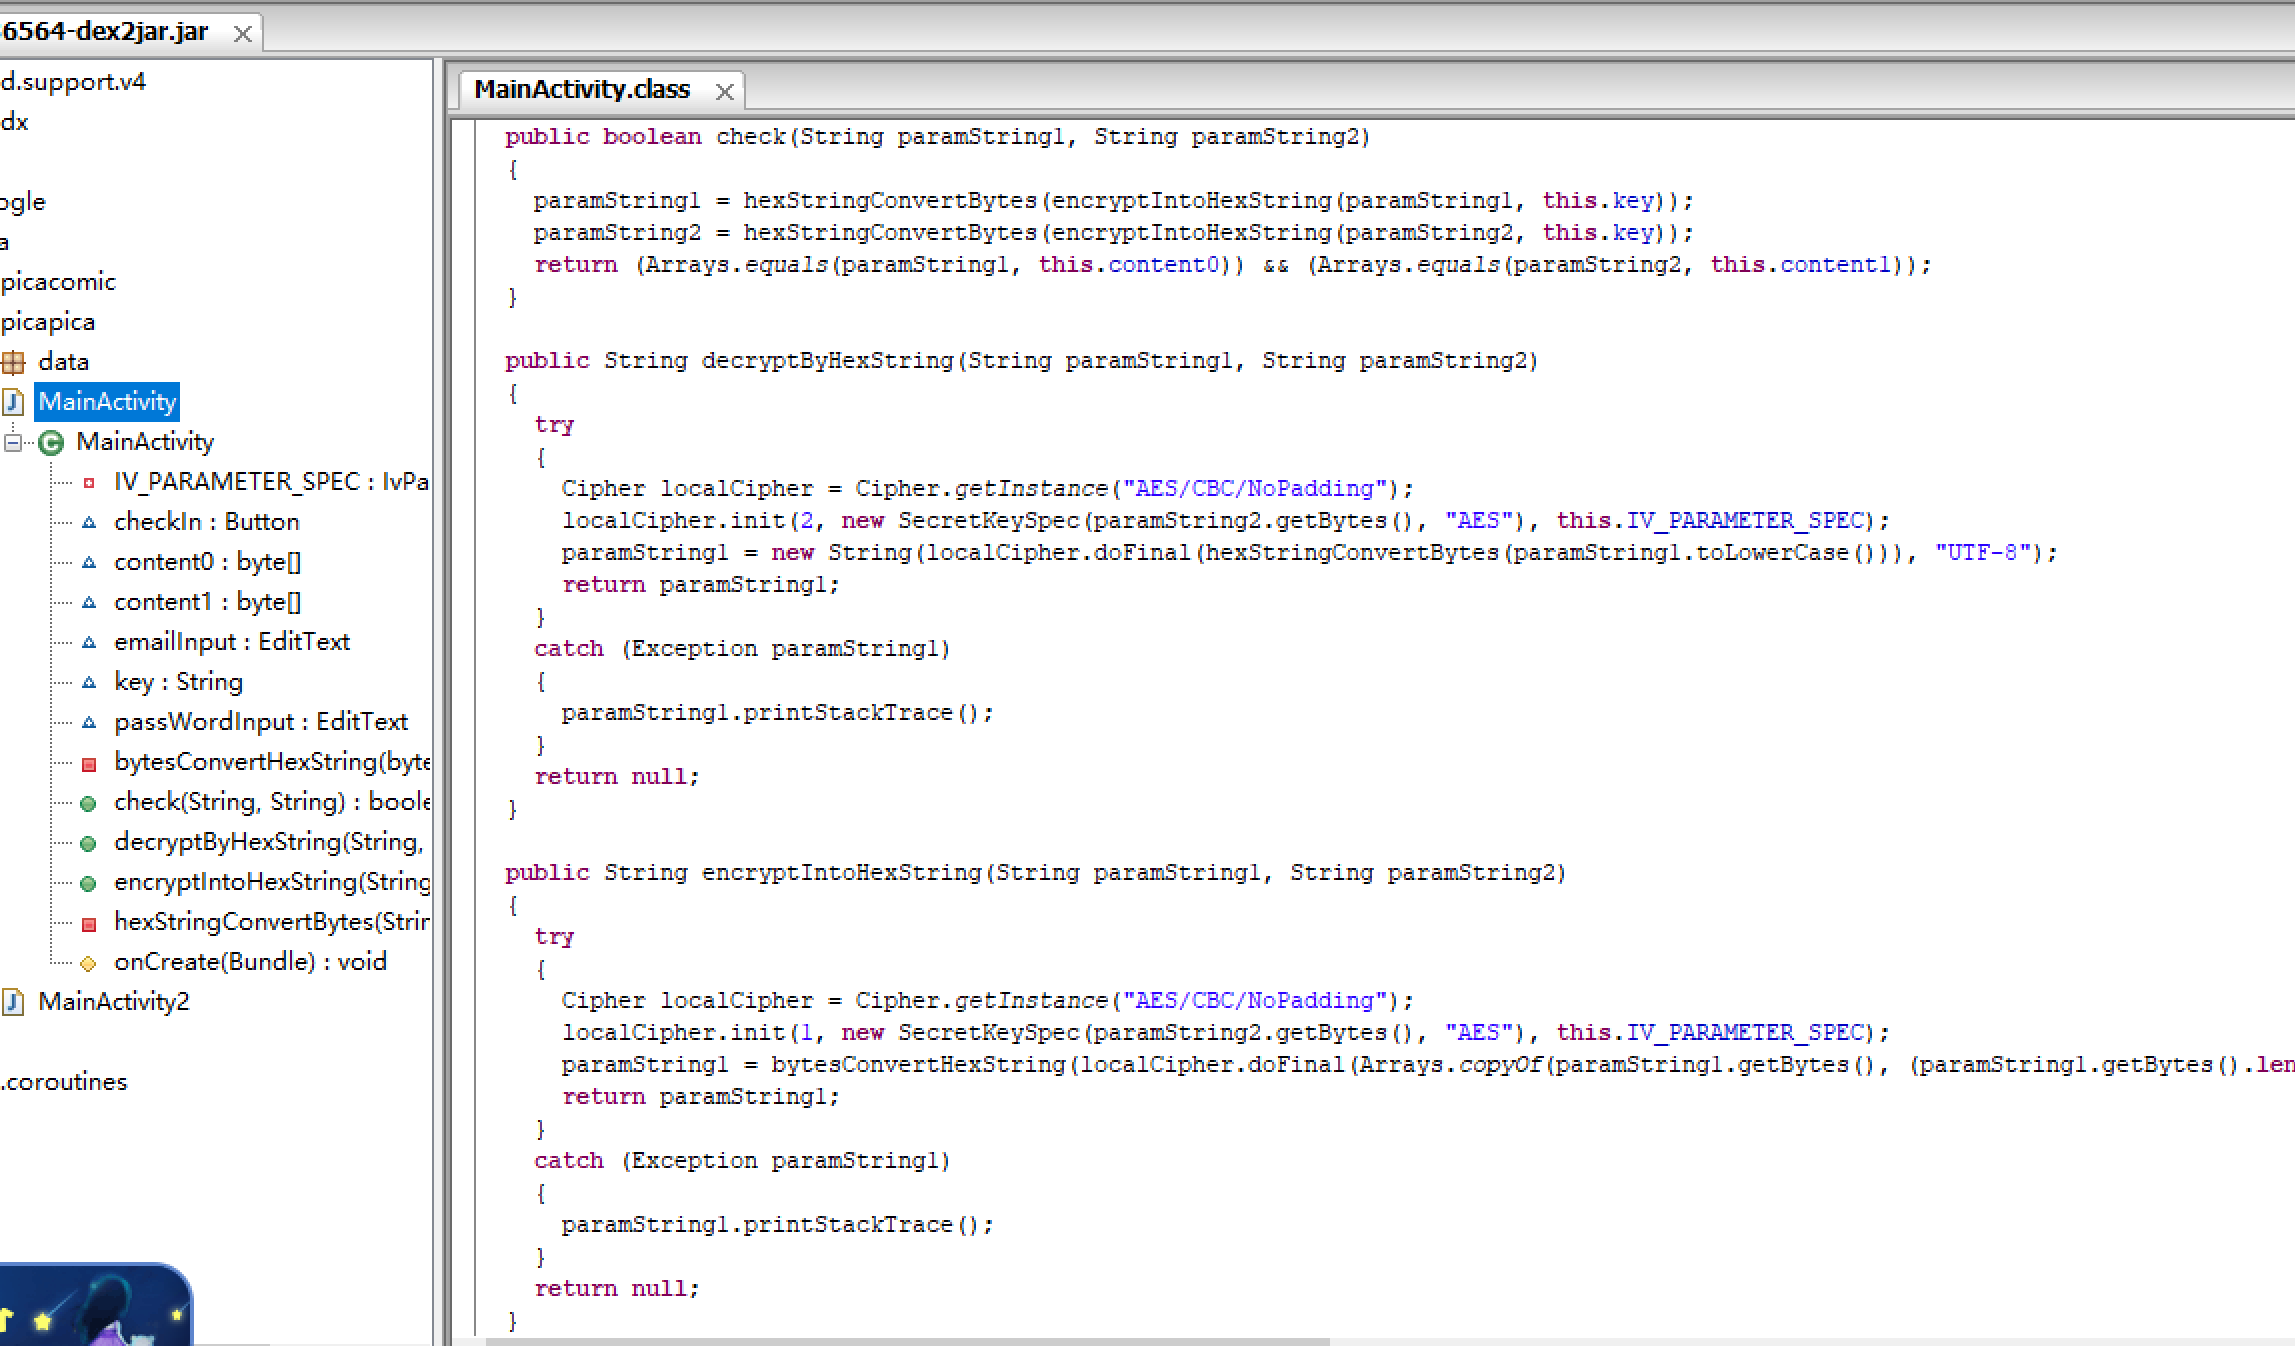 6564-dex2jar.jar
d.support.v4
dx
ogle
a
picacomic
picapica
data
MainActivity
MainActivity
IV_PARAMETER_SPEC : IvPa
checkIn : Button
content0 : byte[]
content1 : byte[]
emailInput : EditText
key : String
passWordInput : EditText
bytesConvertHexString(byte
check(String, String) : boole
decryptByHexString(String,
encryptIntoHexString(String
hexStringConvertBytes(Strin
onCreate(Bundle) : void
MainActivity2
.coroutines
MainActivity.class
public boolean check(String paramString1, String paramString2)
{
paramString1 = hexStringConvertBytes(encryptIntoHexString(paramString1, this.key));
paramString2 = hexStringConvertBytes(encryptIntoHexString(paramString2, this.key));
return (Arrays.equals(paramString1, this.content0)) && (Arrays.equals(paramString2, this.content1));
}
public String decryptByHexString(String paramString1, String paramString2)
{
try
{
Cipher localCipher = Cipher.getInstance("AES/CBC/NoPadding");
localCipher.init(2, new SecretKeySpec(paramString2.getBytes(), "AES"), this.IV_PARAMETER_SPEC);
paramString1 = new String(localCipher.doFinal(hexStringConvertBytes(paramString1.toLowerCase())), "UTF-8");
return paramString1;
}
catch (Exception paramString1)
{
paramString1.printStackTrace();
}
return null;
}
public String encryptIntoHexString(String paramString1, String paramString2)
{
try
{
Cipher localCipher = Cipher.getInstance("AES/CBC/NoPadding");
localCipher.init(1, new SecretKeySpec(paramString2.getBytes(), "AES"), this.IV_PARAMETER_SPEC);
paramString1 = bytesConvertHexString(localCipher.doFinal(Arrays.copyOf(paramString1.getBytes(), (paramString1.getBytes().len
return paramString1;
}
catch (Exception paramString1)
{
paramString1.printStackTrace();
}
return null;
}